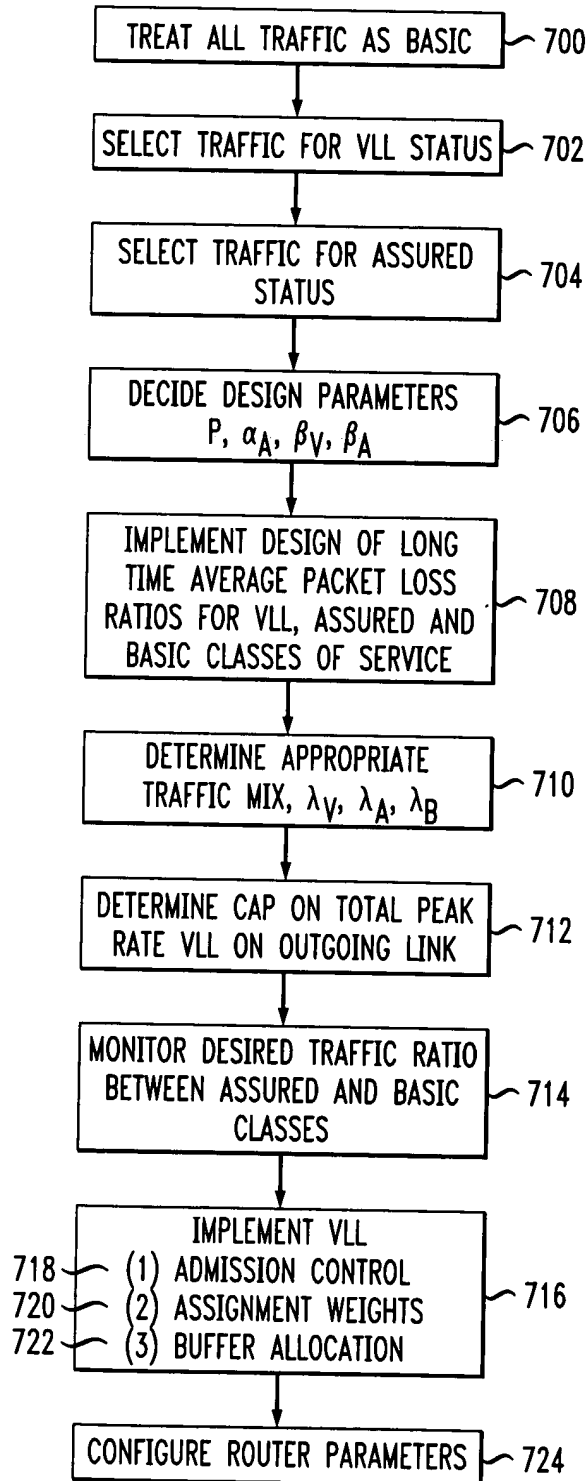 TREAT ALL TRAFFIC AS BASIC 700
SELECT TRAFFIC FOR VLL STATUS 702
SELECT TRAFFIC FOR ASSURED
STATUS
704
DECIDE DESIGN PARAMETERS
P, α_A, β_V, β_A
706
IMPLEMENT DESIGN OF LONG
TIME AVERAGE PACKET LOSS
RATIOS FOR VLL, ASSURED AND
BASIC CLASSES OF SERVICE
708
DETERMINE APPROPRIATE
TRAFFIC MIX, λ_V, λ_A, λ_B
710
DETERMINE CAP ON TOTAL PEAK
RATE VLL ON OUTGOING LINK
712
MONITOR DESIRED TRAFFIC RATIO
BETWEEN ASSURED AND BASIC
CLASSES
714
IMPLEMENT VLL
718 (1) ADMISSION CONTROL
720 (2) ASSIGNMENT WEIGHTS
722 (3) BUFFER ALLOCATION
716
CONFIGURE ROUTER PARAMETERS 724